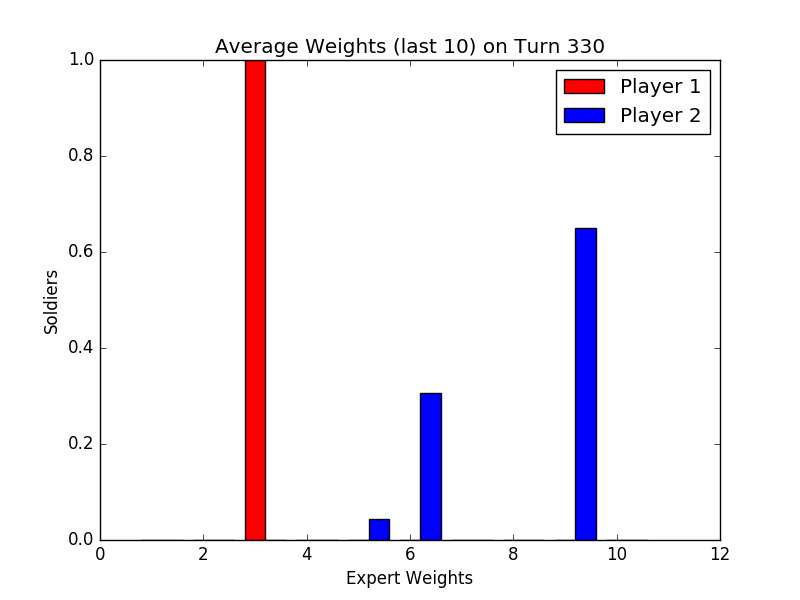 Average Weights (last 10) on Turn 330
1.0
0.8
0.6
0.4
0.2
0.0
Soldiers
Player 1
Player 2
0 2 4 6 8 10 12
Expert Weights